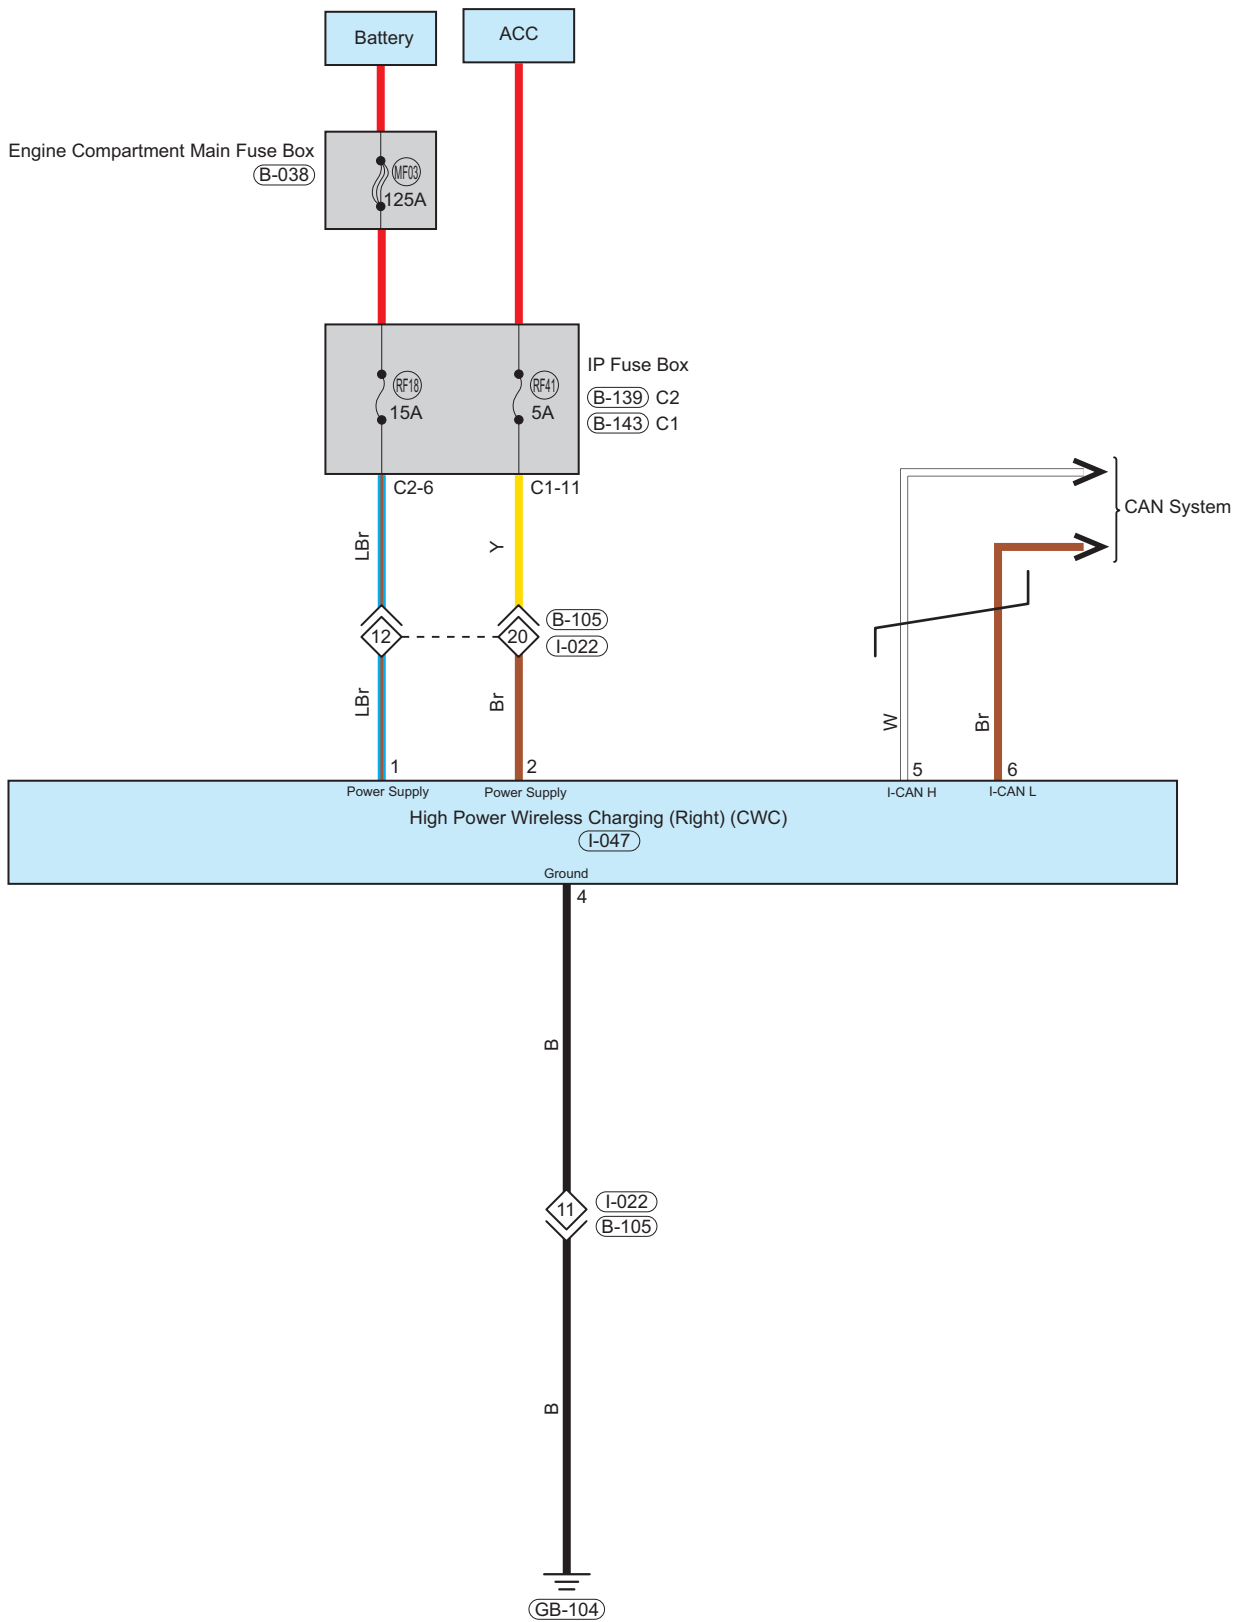 Battery
ACC
Engine Compartment Main Fuse Box
B-038
MF03
125A
IP Fuse Box
B-139 C2
B-143 C1
RF18
15A
RF41
5A
C2-6
C1-11
LBr
Y
12
20
B-105
I-022
LBr
Br
CAN System
W
Br
1
2
5
6
Power Supply
Power Supply
I-CAN H
I-CAN L
High Power Wireless Charging (Right) (CWC)
I-047
Ground
4
B
11
I-022
B-105
B
GB-104